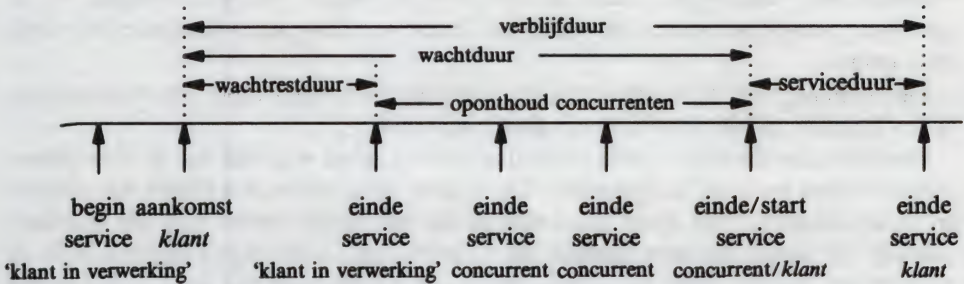 verblijfduur
wachtduur
wachtrestduur
serviceduur
oponthoud concurrenten
begin aankomst einde einde einde einde/start einde
service klant service service service service service
'klant in verwerking' 'klant in verwerking' concurrent concurrent concurrent/klant klant